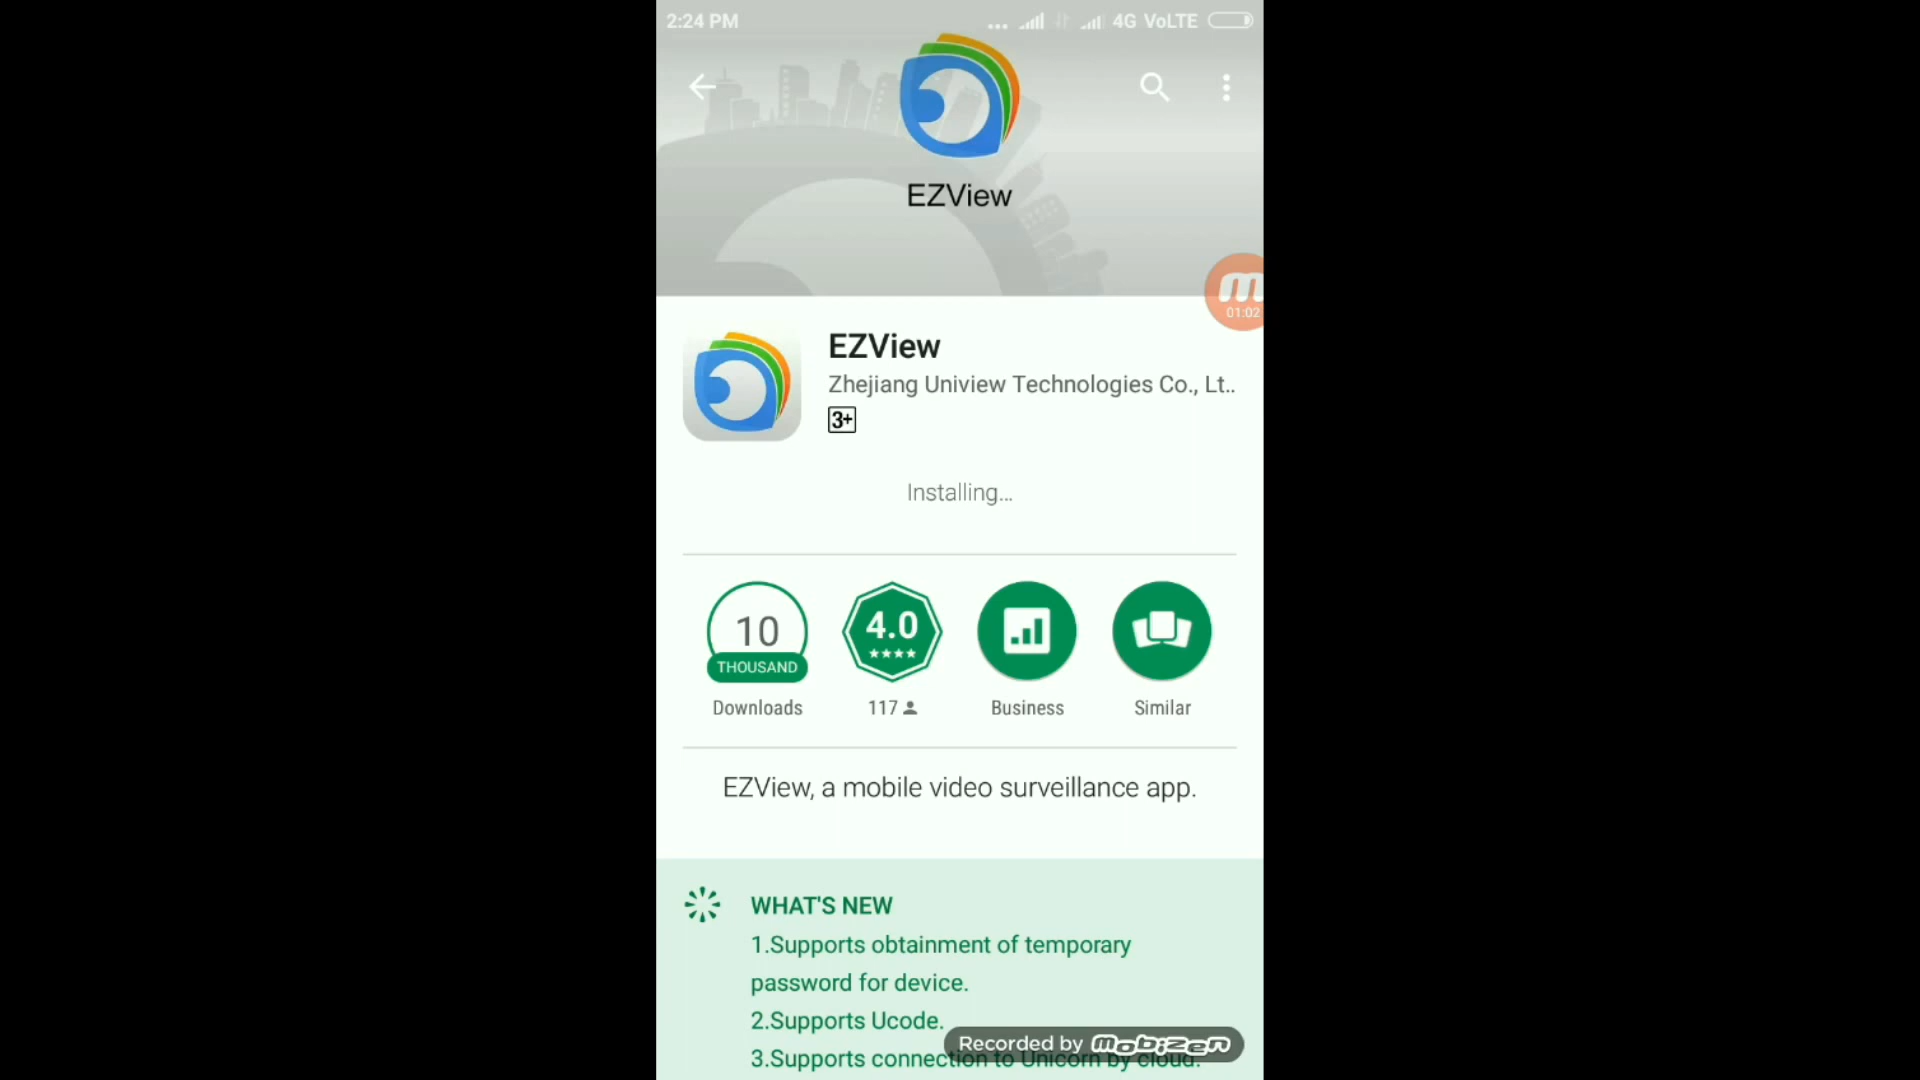 2:24 PM
4G VoLTE
EZView
01:02
EZView
Zhejiang Uniview Technologies Co., Lt..
3+
Installing...
10
THOUSAND
Downloads
4.0
117
Business
Similar
EZView, a mobile video surveillance app.
WHAT'S NEW
1.Supports obtainment of temporary
password for device.
2.Supports Ucode.
Recorded by Mobizen
3.Supports connection to Unicorn by cloud.